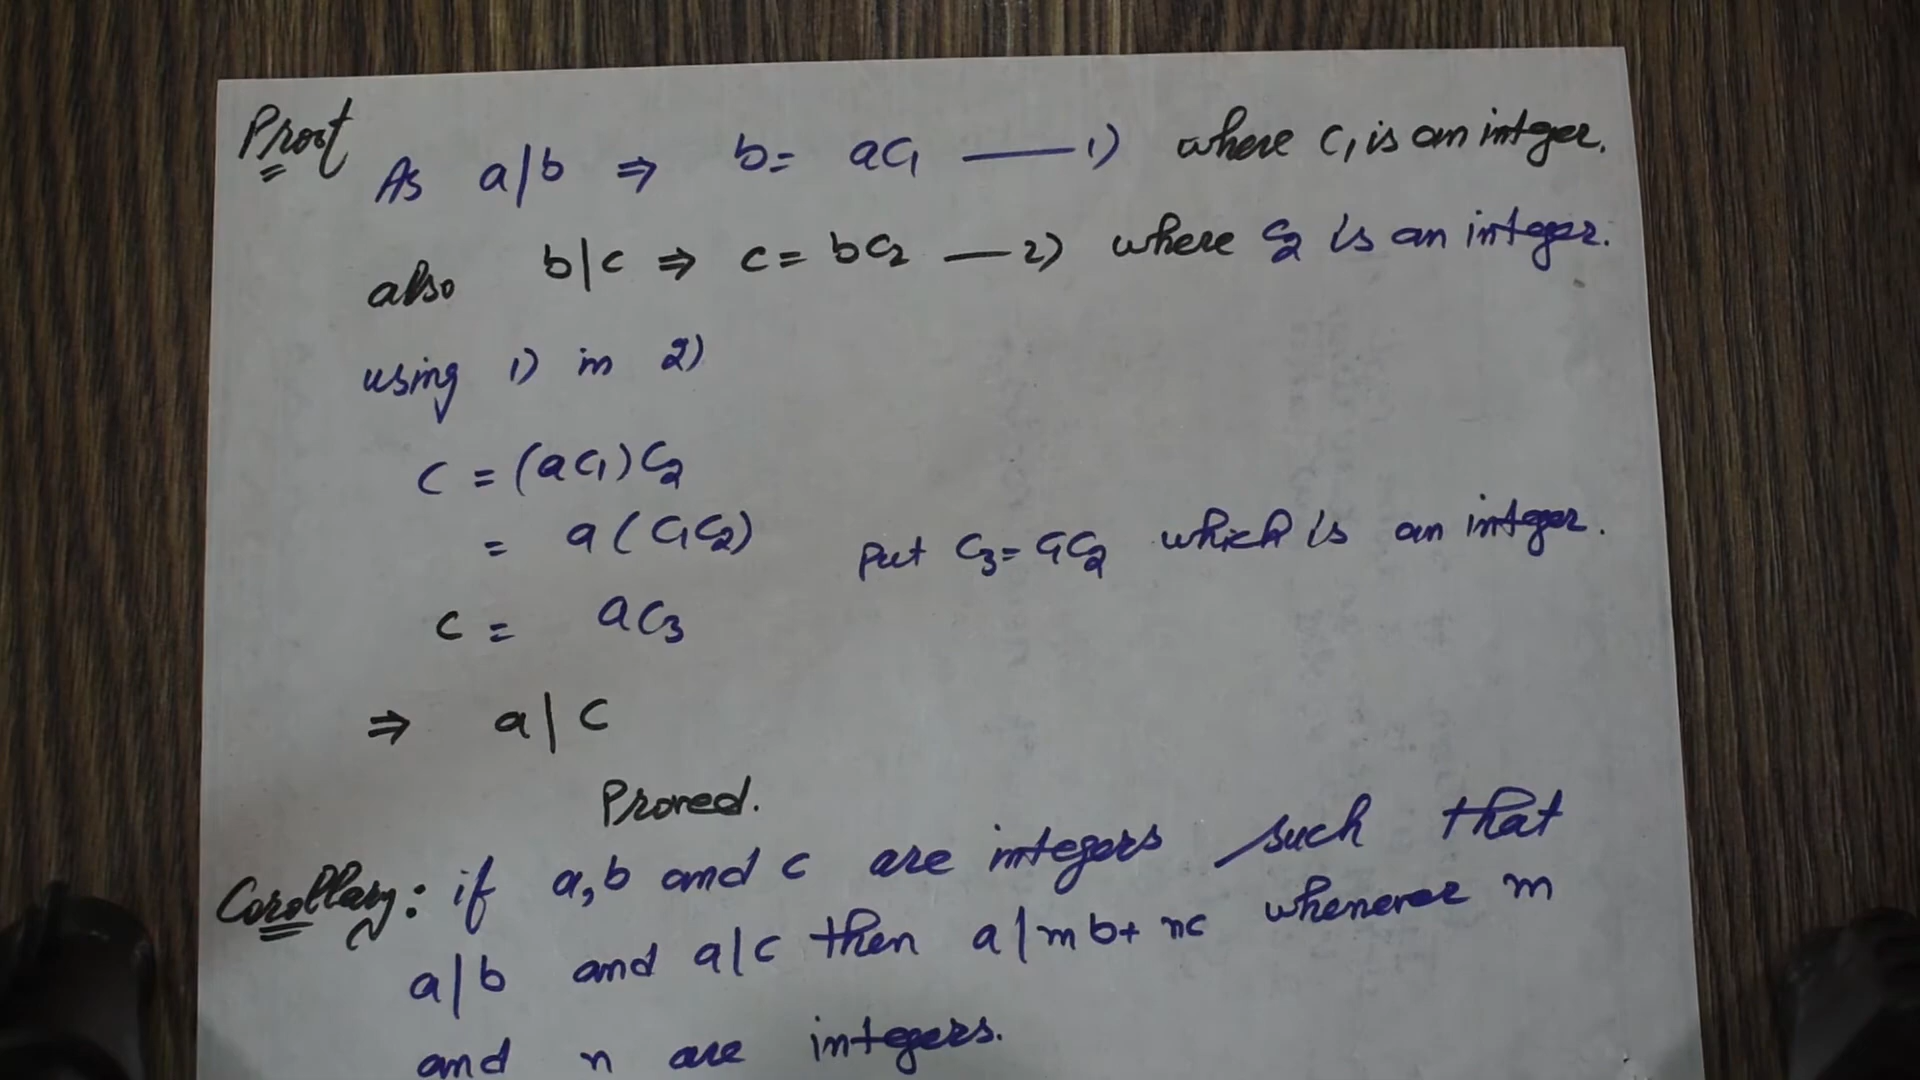 Proof
As a|b ⇒ b = ac₁ —— 1) where c₁ is an integer.
also b|c ⇒ c = bc₂ — 2) where c₂ is an integer.
using 1) in 2)
c = (ac₁)c₂
= a(c₁c₂) Put c₃ = c₁c₂ which is an integer.
c = ac₃
⇒ a|c
Proved.
Corollary: if a,b and c are integers such that
a|b and a|c then a|mb+nc whenever m
and n are integers.